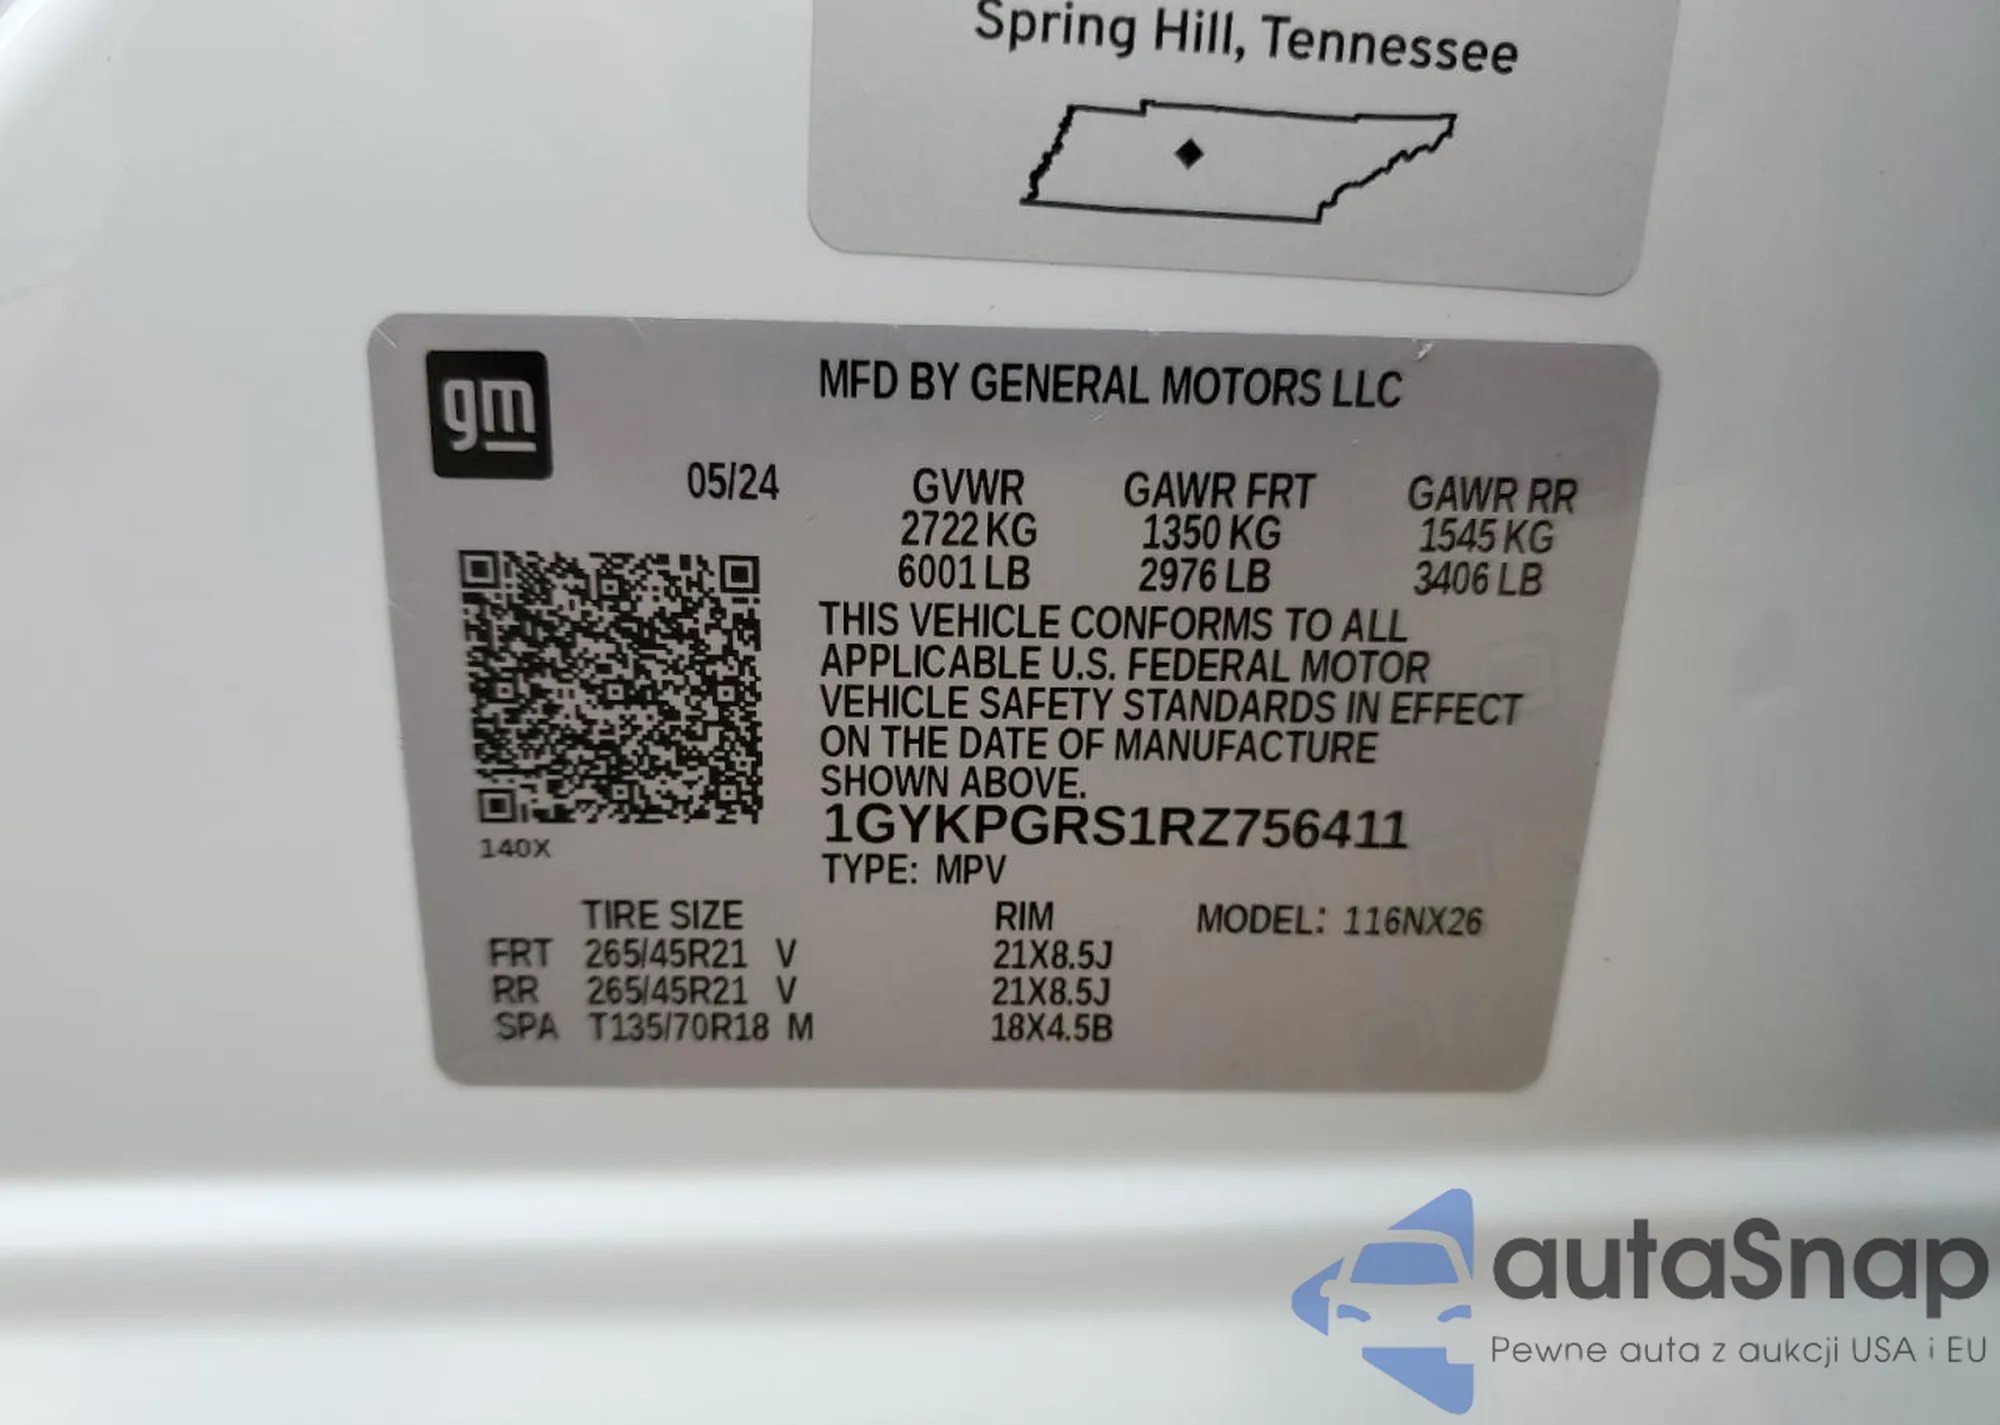 Spring Hill, Tennessee
gm
MFD BY GENERAL MOTORS LLC
05/24 GVWR GAWR FRT GAWR RR
2722 KG 1350 KG 1545 KG
6001 LB 2976 LB 3406 LB
THIS VEHICLE CONFORMS TO ALL
APPLICABLE U.S. FEDERAL MOTOR
VEHICLE SAFETY STANDARDS IN EFFECT
ON THE DATE OF MANUFACTURE
SHOWN ABOVE.
1GYKPGRS1RZ756411
140X
TYPE: MPV
TIRE SIZE RIM MODEL: 116NX26
FRT 265/45R21 V 21X8.5J
RR 265/45R21 V 21X8.5J
SPA T135/70R18 M 18X4.5B
autaSnap
Pewne auta z aukcji USA i EU